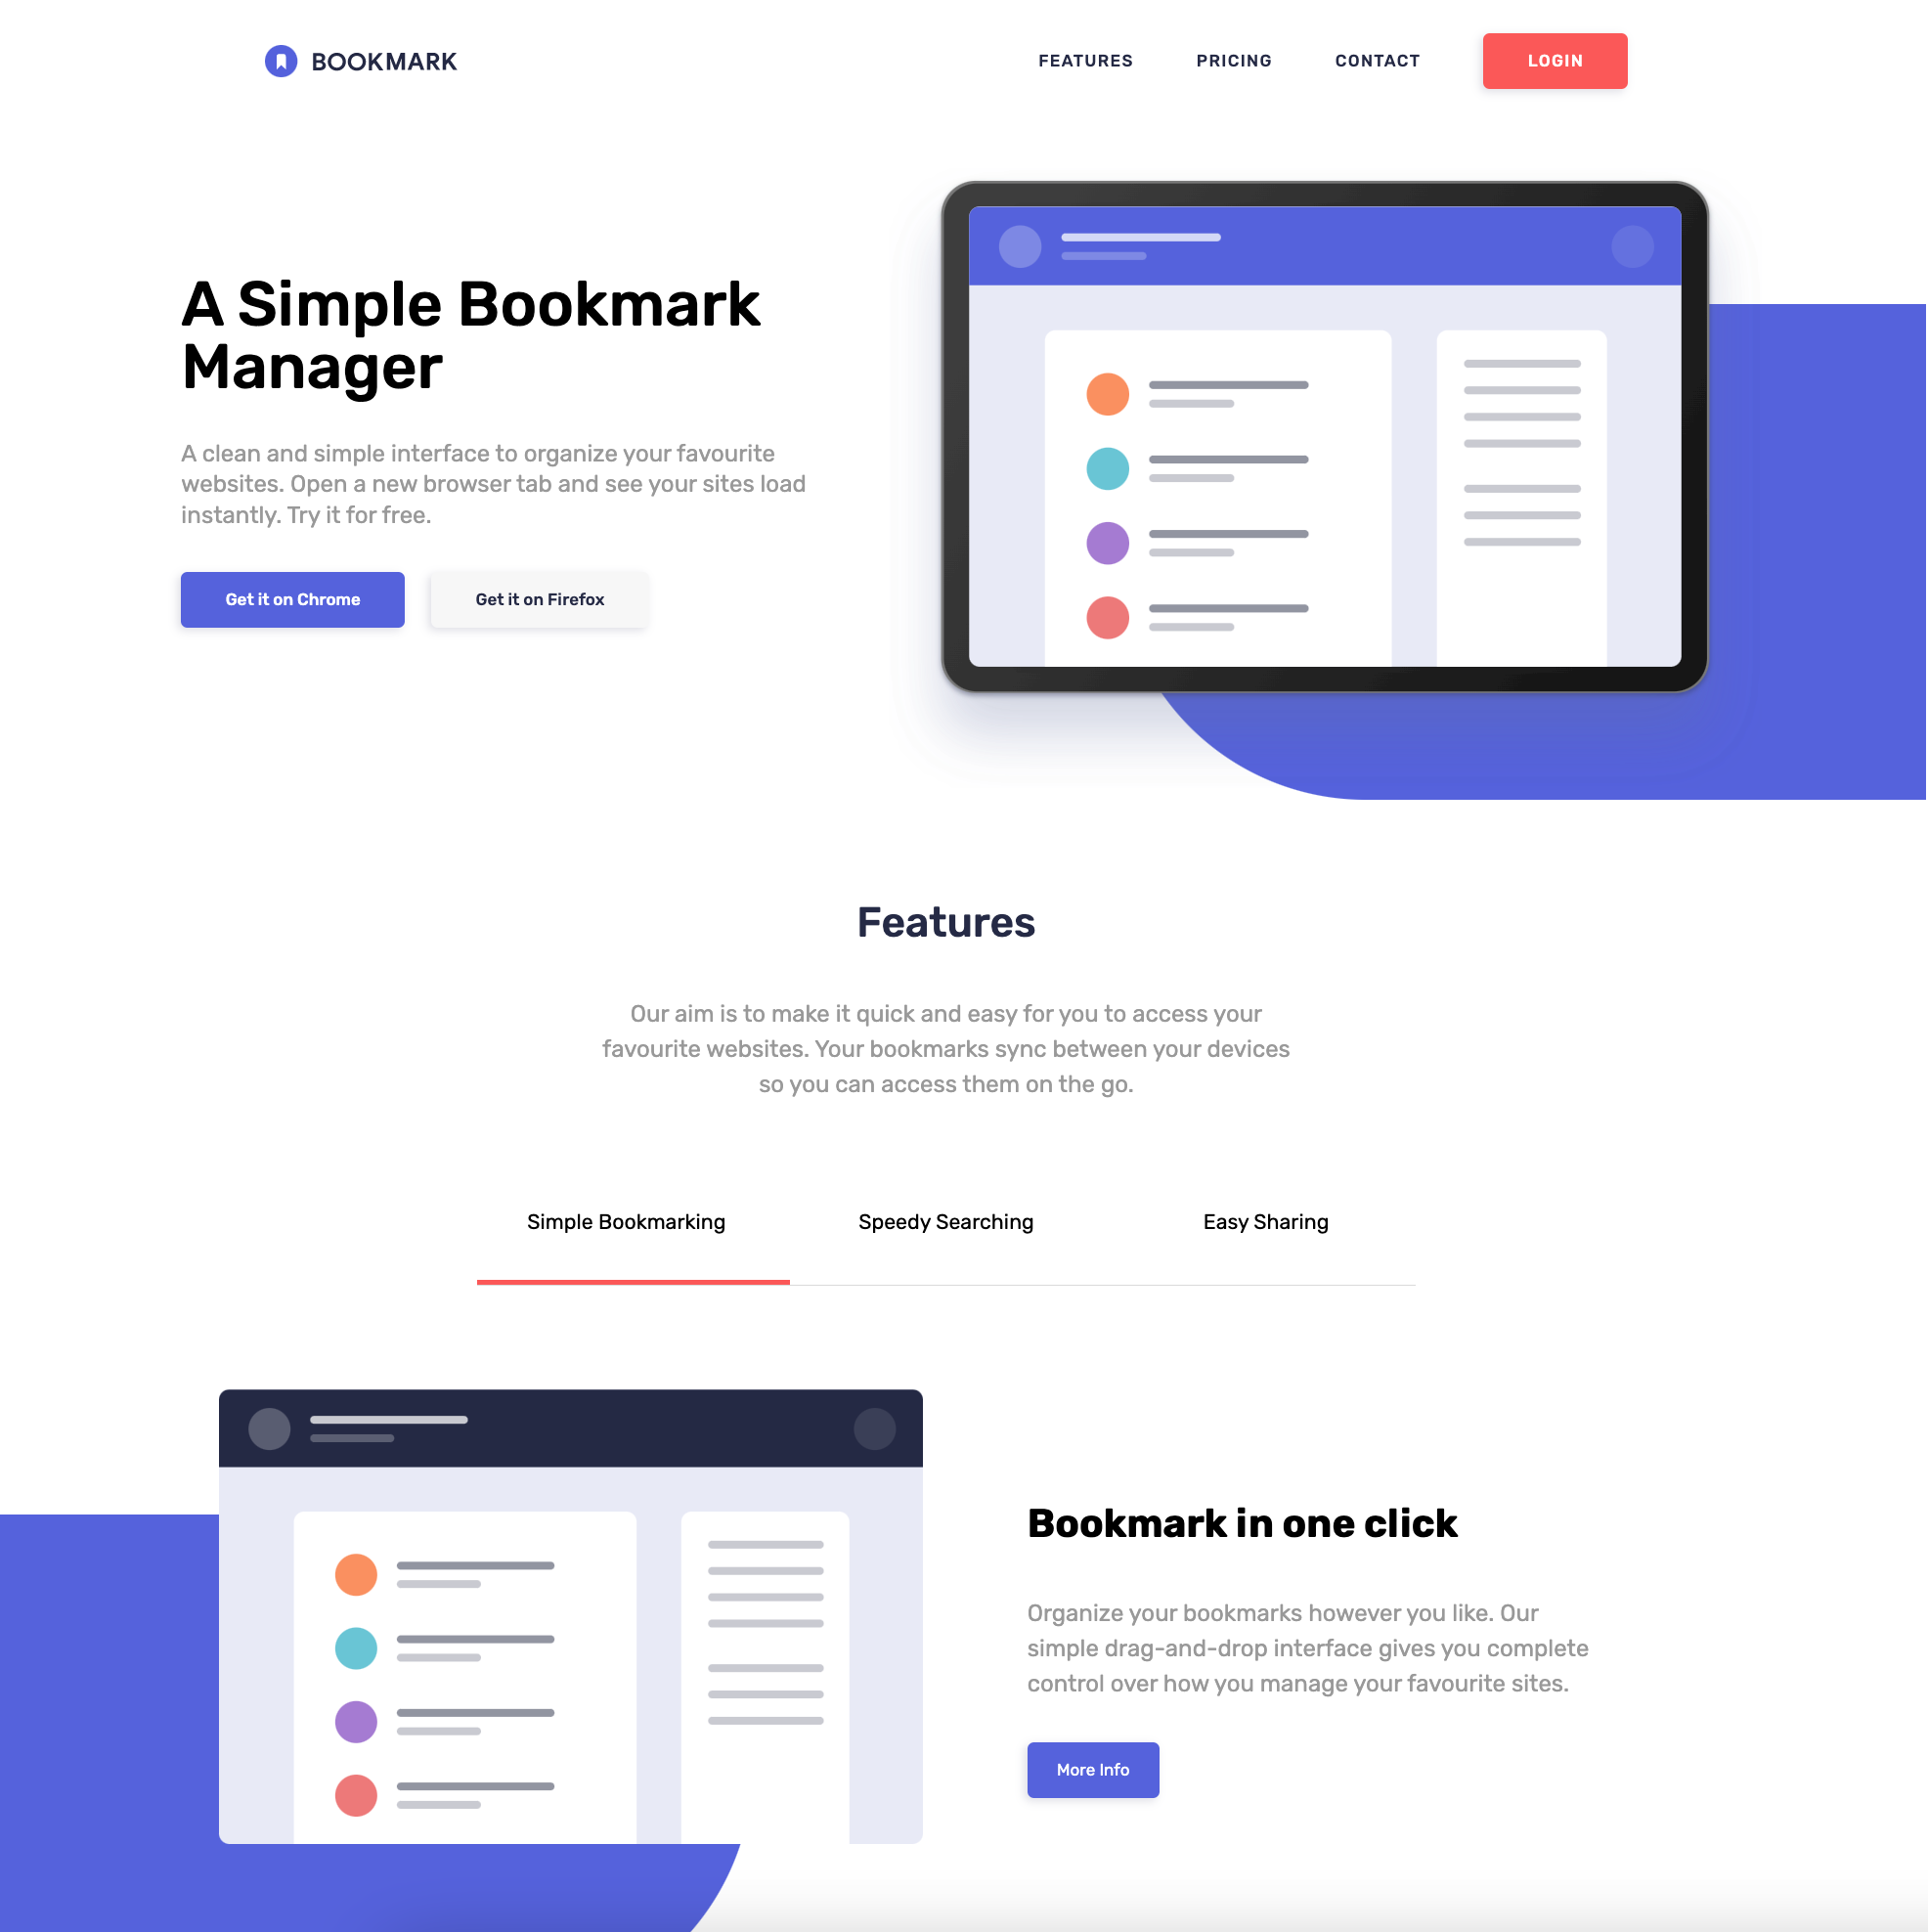 BOOKMARK
FEATURES PRICING CONTACT LOGIN
A Simple Bookmark
Manager
A clean and simple interface to organize your favourite
websites. Open a new browser tab and see your sites load
instantly. Try it for free.
Get it on Chrome Get it on Firefox
Features
Our aim is to make it quick and easy for you to access your
favourite websites. Your bookmarks sync between your devices
so you can access them on the go.
Simple Bookmarking Speedy Searching Easy Sharing
Bookmark in one click
Organize your bookmarks however you like. Our
simple drag-and-drop interface gives you complete
control over how you manage your favourite sites.
More Info